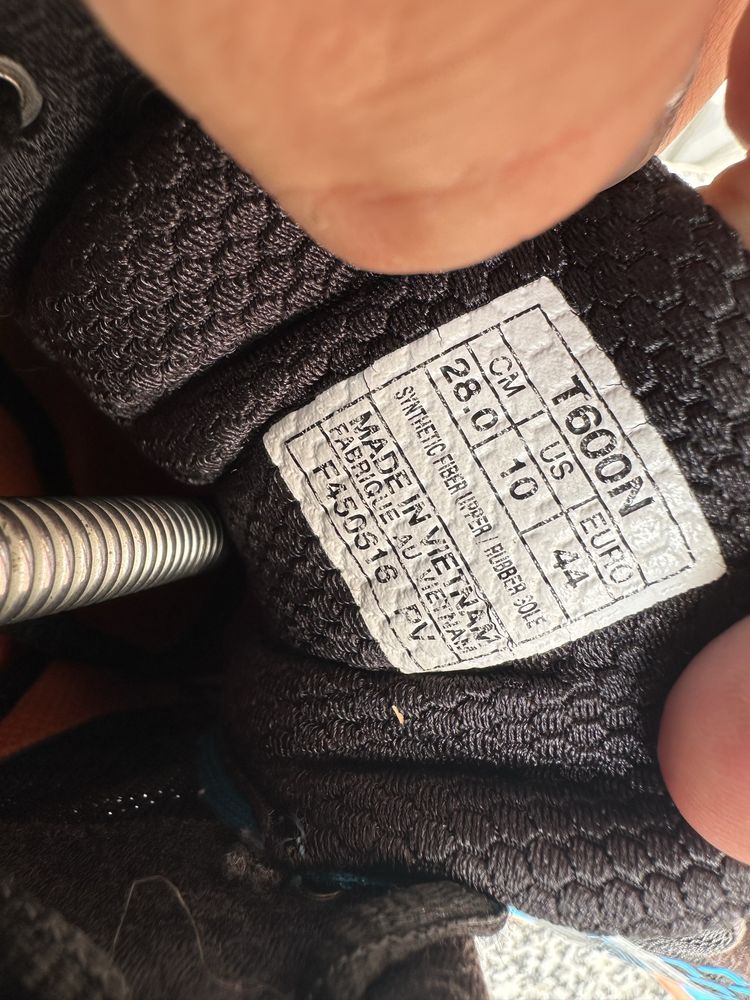 T600N
CM US EURO
28.0 10 44
SYNTHETIC FIBER UPPER / RUBBER SOLE
MADE IN VIETNAM
FABRIQUE AU VIETNAM
F450616 PV